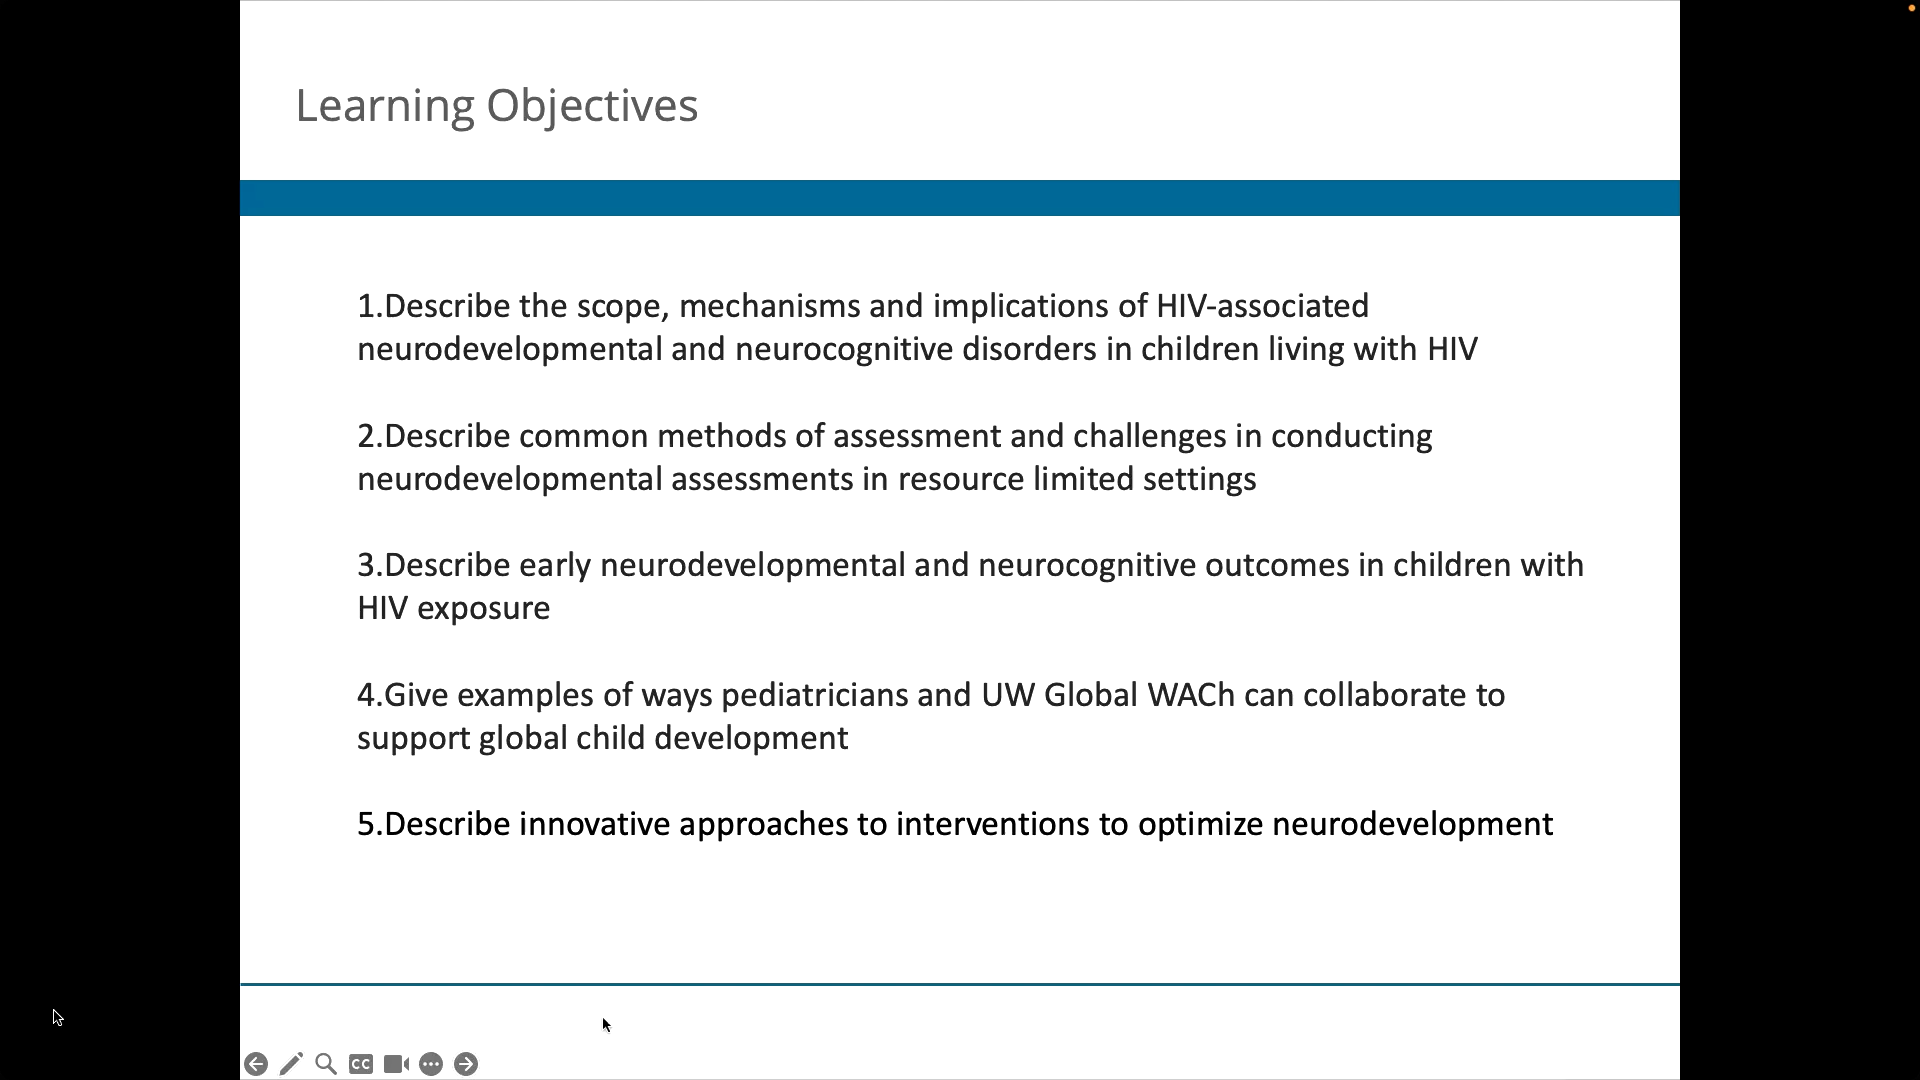 Learning Objectives
1.Describe the scope, mechanisms and implications of HIV-associated
neurodevelopmental and neurocognitive disorders in children living with HIV
2.Describe common methods of assessment and challenges in conducting
neurodevelopmental assessments in resource limited settings
3.Describe early neurodevelopmental and neurocognitive outcomes in children with
HIV exposure
4.Give examples of ways pediatricians and UW Global WACh can collaborate to
support global child development
5.Describe innovative approaches to interventions to optimize neurodevelopment
CC